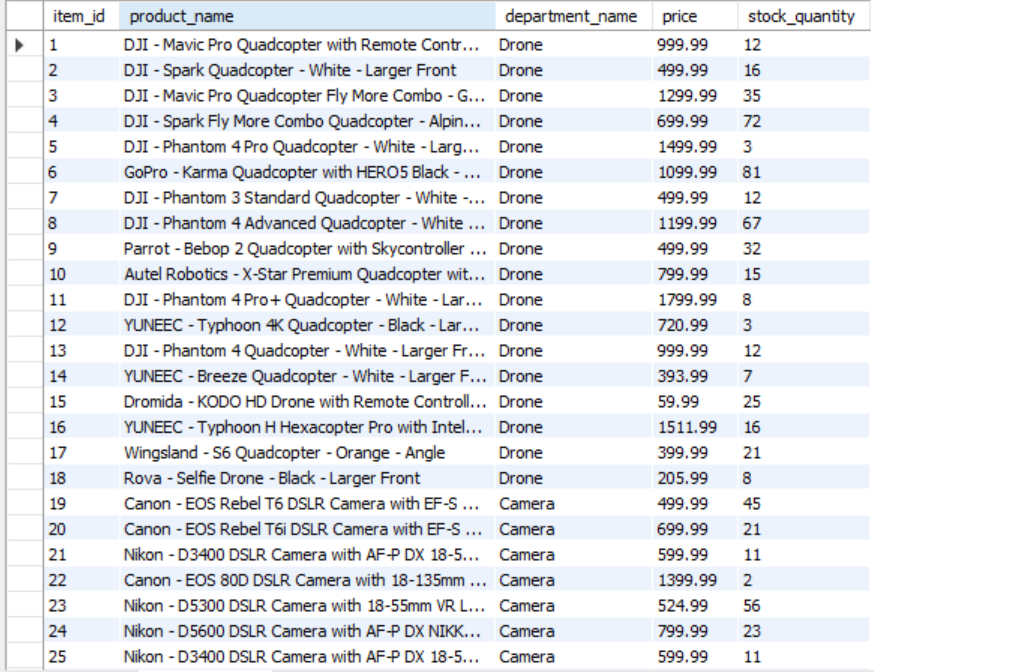 item_id product_name department_name price stock_quantity
1 DJI - Mavic Pro Quadcopter with Remote Contr... Drone 999.99 12
2 DJI - Spark Quadcopter - White - Larger Front Drone 499.99 16
3 DJI - Mavic Pro Quadcopter Fly More Combo - G... Drone 1299.99 35
4 DJI - Spark Fly More Combo Quadcopter - Alpin... Drone 699.99 72
5 DJI - Phantom 4 Pro Quadcopter - White - Larg... Drone 1499.99 3
6 GoPro - Karma Quadcopter with HERO5 Black - ... Drone 1099.99 81
7 DJI - Phantom 3 Standard Quadcopter - White -... Drone 499.99 12
8 DJI - Phantom 4 Advanced Quadcopter - White ... Drone 1199.99 67
9 Parrot - Bebop 2 Quadcopter with Skycontroller ... Drone 499.99 32
10 Autel Robotics - X-Star Premium Quadcopter wit... Drone 799.99 15
11 DJI - Phantom 4 Pro+ Quadcopter - White - Lar... Drone 1799.99 8
12 YUNEEC - Typhoon 4K Quadcopter - Black - Lar... Drone 720.99 3
13 DJI - Phantom 4 Quadcopter - White - Larger Fr... Drone 999.99 12
14 YUNEEC - Breeze Quadcopter - White - Larger F... Drone 393.99 7
15 Dromida - KODO HD Drone with Remote Controll... Drone 59.99 25
16 YUNEEC - Typhoon H Hexacopter Pro with Intel... Drone 1511.99 16
17 Wingsland - S6 Quadcopter - Orange - Angle Drone 399.99 21
18 Rova - Selfie Drone - Black - Larger Front Drone 205.99 8
19 Canon - EOS Rebel T6 DSLR Camera with EF-S ... Camera 499.99 45
20 Canon - EOS Rebel T6i DSLR Camera with EF-S ... Camera 699.99 21
21 Nikon - D3400 DSLR Camera with AF-P DX 18-5... Camera 599.99 11
22 Canon - EOS 80D DSLR Camera with 18-135mm ... Camera 1399.99 2
23 Nikon - D5300 DSLR Camera with 18-55mm VR L... Camera 524.99 56
24 Nikon - D5600 DSLR Camera with AF-P DX NIKK... Camera 799.99 23
25 Nikon - D3400 DSLR Camera with AF-P DX 18-5... Camera 599.99 11